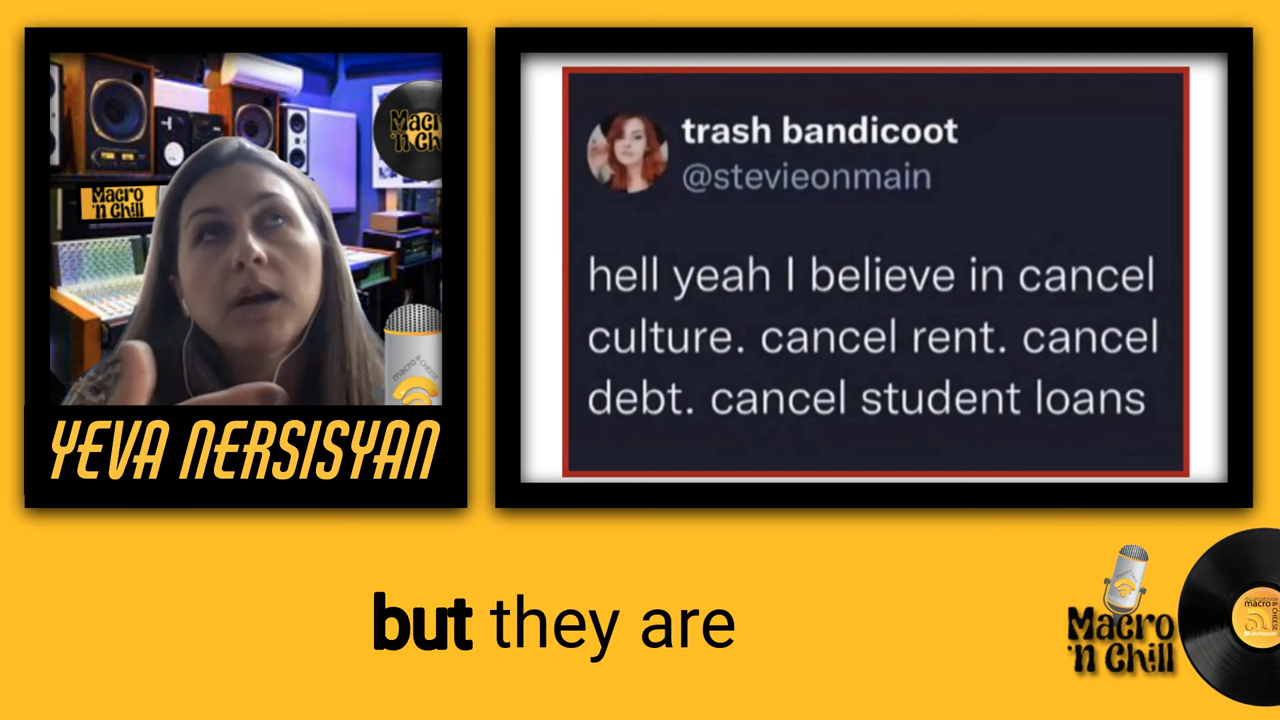 Macro
'N Chill
YEVA NERSISYAN
trash bandicoot
@stevieonmain
hell yeah I believe in cancel
culture. cancel rent. cancel
debt. cancel student loans
but they are
Macro
'N Chill
macro